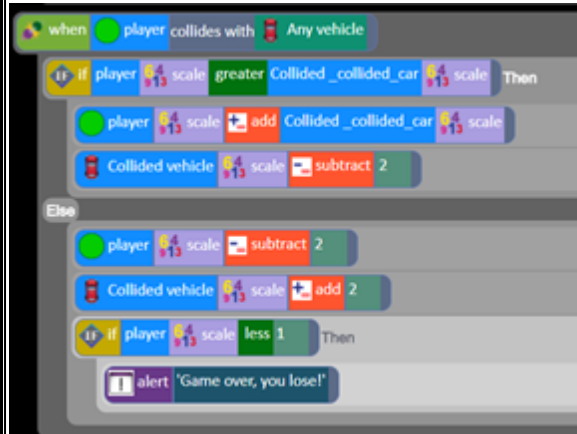 when player collides with Any vehicle
if player scale greater Collided _collided_car scale Then
player scale add Collided _collided_car scale
Collided vehicle scale subtract 2
Else
player scale subtract 2
Collided vehicle scale add 2
if player scale less 1 Then
alert 'Game over, you lose!'